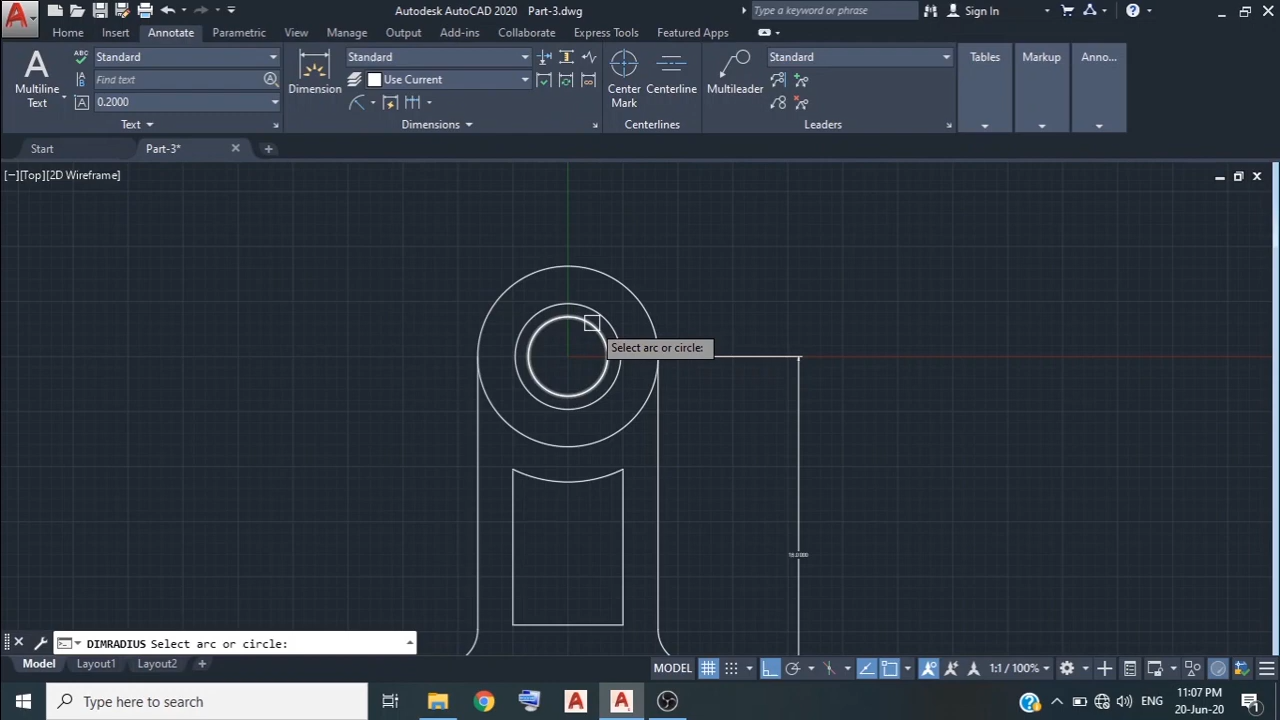 Autodesk AutoCAD 2020 Part-3.dwg
Type a keyword or phrase
Sign In
Home Insert Annotate Parametric View Manage Output Add-ins Collaborate Express Tools Featured Apps
Multiline
Text
ABC
Standard
Find text
0.2000
Text
Dimension
Standard
Use Current
Dimensions
Center
Mark
Centerline
Centerlines
Multileader
Standard
Leaders
Tables
Markup
Anno...
Start
Part-3*
[−][Top][2D Wireframe]
Select arc or circle:
DIMRADIUS Select arc or circle:
Model Layout1 Layout2
MODEL
1:1 / 100%
Type here to search
ENG
11:07 PM
20-Jun-20